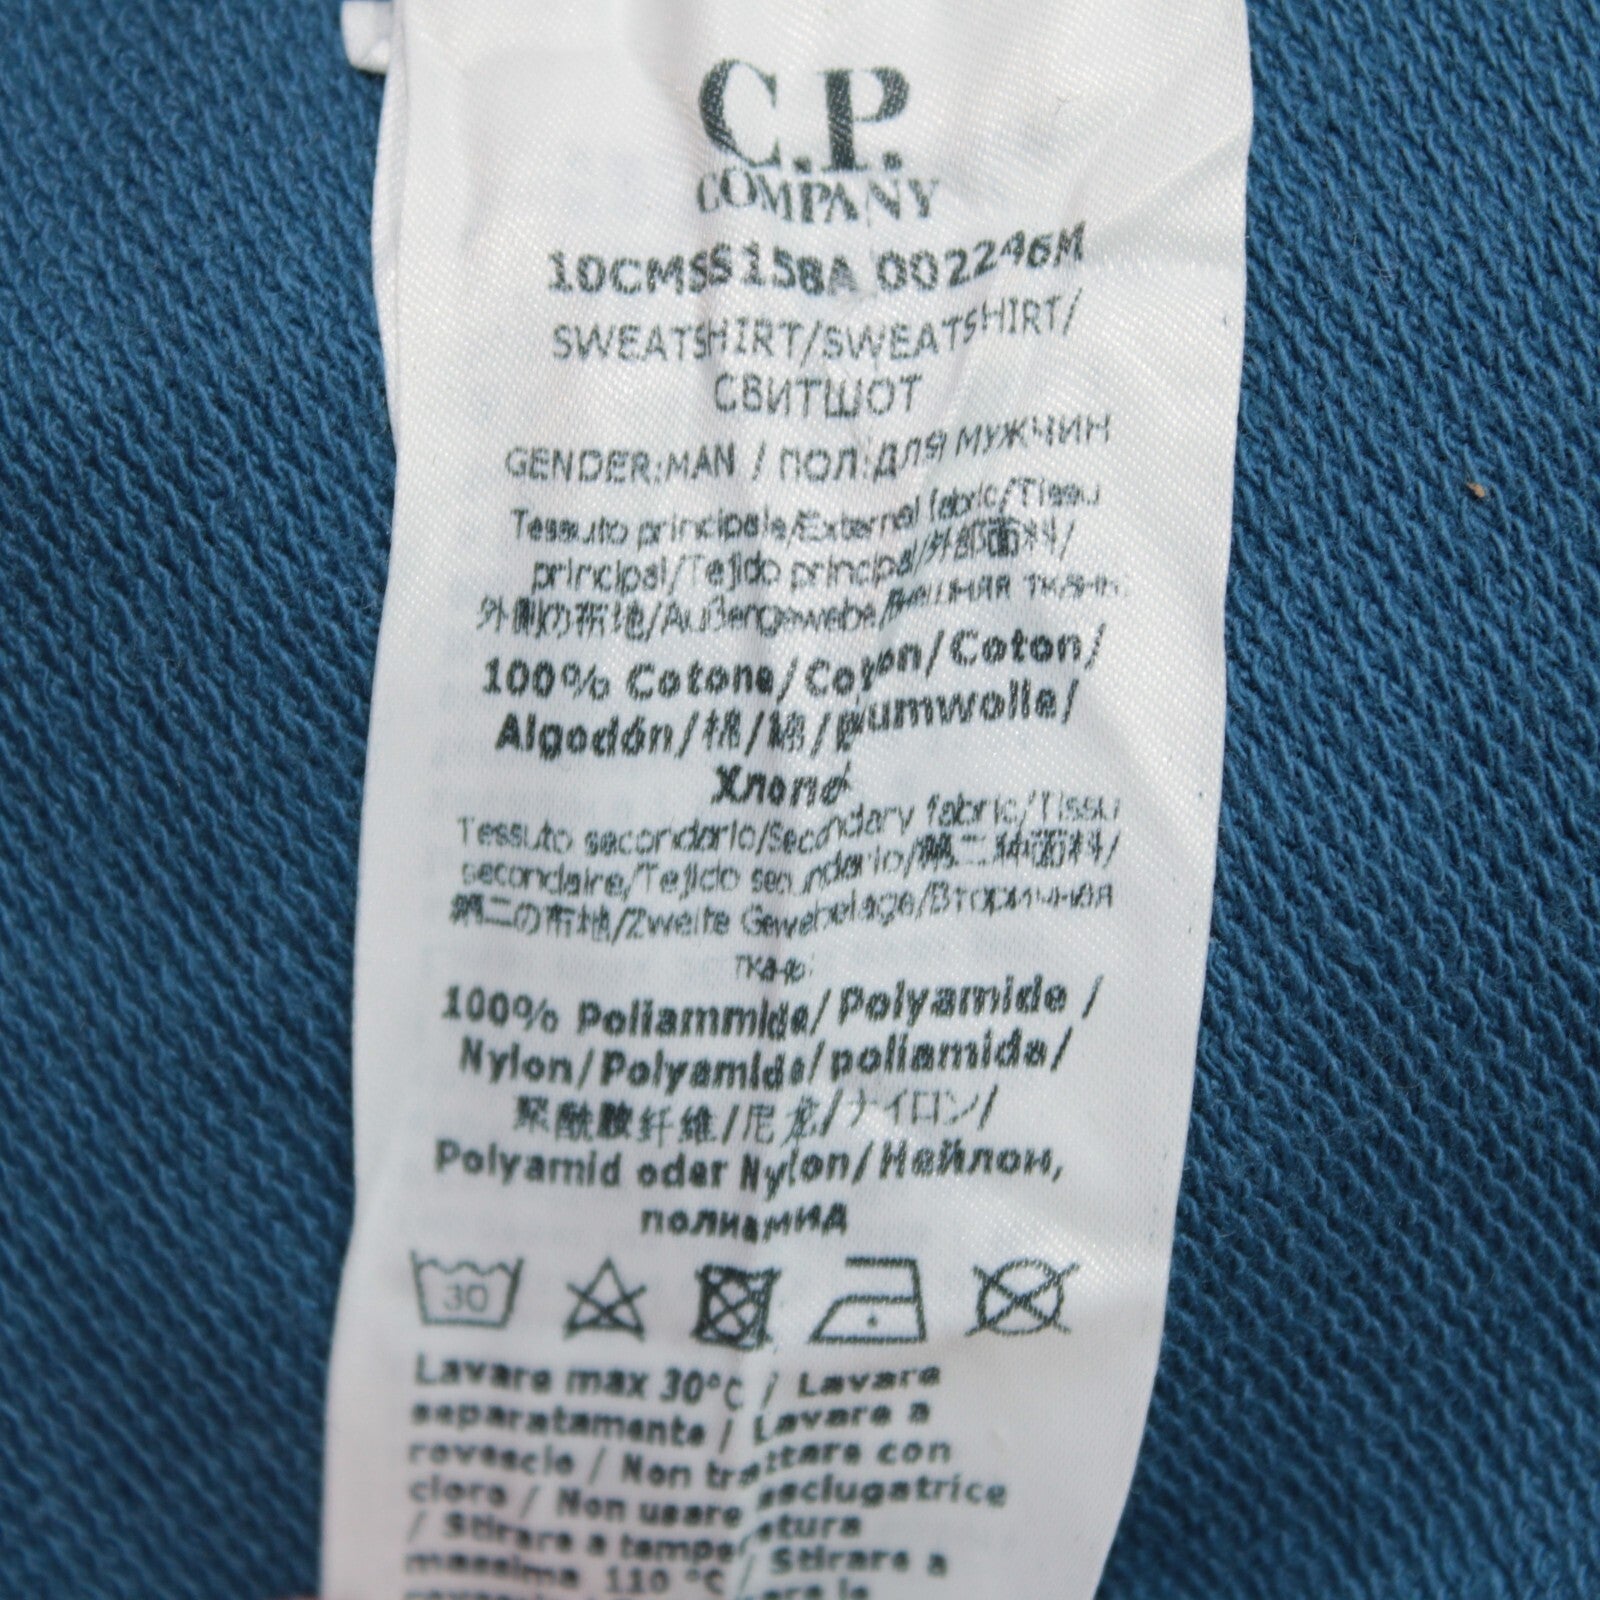 C.P.
COMPANY
10CMSS158A 002246M
SWEATSHIRT/SWEATSHIRT/
СВИТШОТ
GENDER:MAN / ПОЛ:ДЛЯ МУЖЧИН
Tessuto principale/External fabric/Tissu
principal/Tejido principal/外部面料/
外側の布地/Außengewebe/Внешняя ткань:
100% Cotone/Cotton/Coton/
Algodón/棉/綿/Baumwolle/
Хлопок
Tessuto secondario/Secondary fabric/Tissu
secondaire/Tejido secundario/第二种面料/
第二の布地/Zweite Gewebelage/Вторичная
ткань:
100% Poliammide/Polyamide /
Nylon/Polyamide/poliamida/
聚酰胺纤维/尼龙/ナイロン/
Polyamid oder Nylon/Нейлон,
полиамид
30
Lavare max 30°C / Lavare
separatamente / Lavare a
rovescio / Non trattare con
cloro / Non usare asciugatrice
/ Stirare a temperatura
massima 110 °C / Stirare a